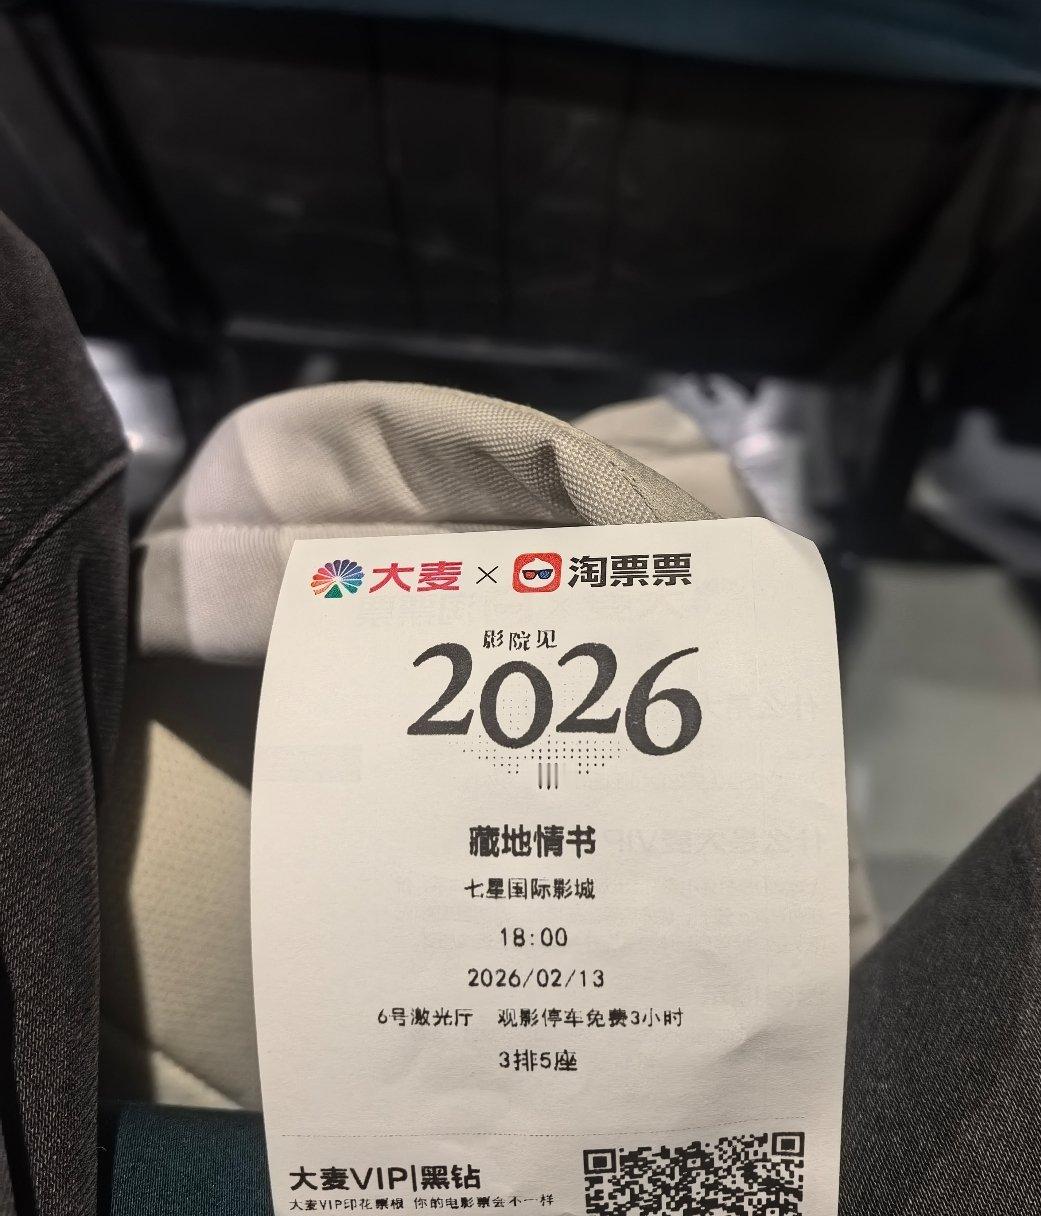 大麦 × 淘票票
影院见
2026
藏地情书
七星国际影城
18:00
2026/02/13
6号激光厅 观影停车免费3小时
3排5座
大麦VIP|黑钻
大麦VIP印花票根 你的电影票会不一样